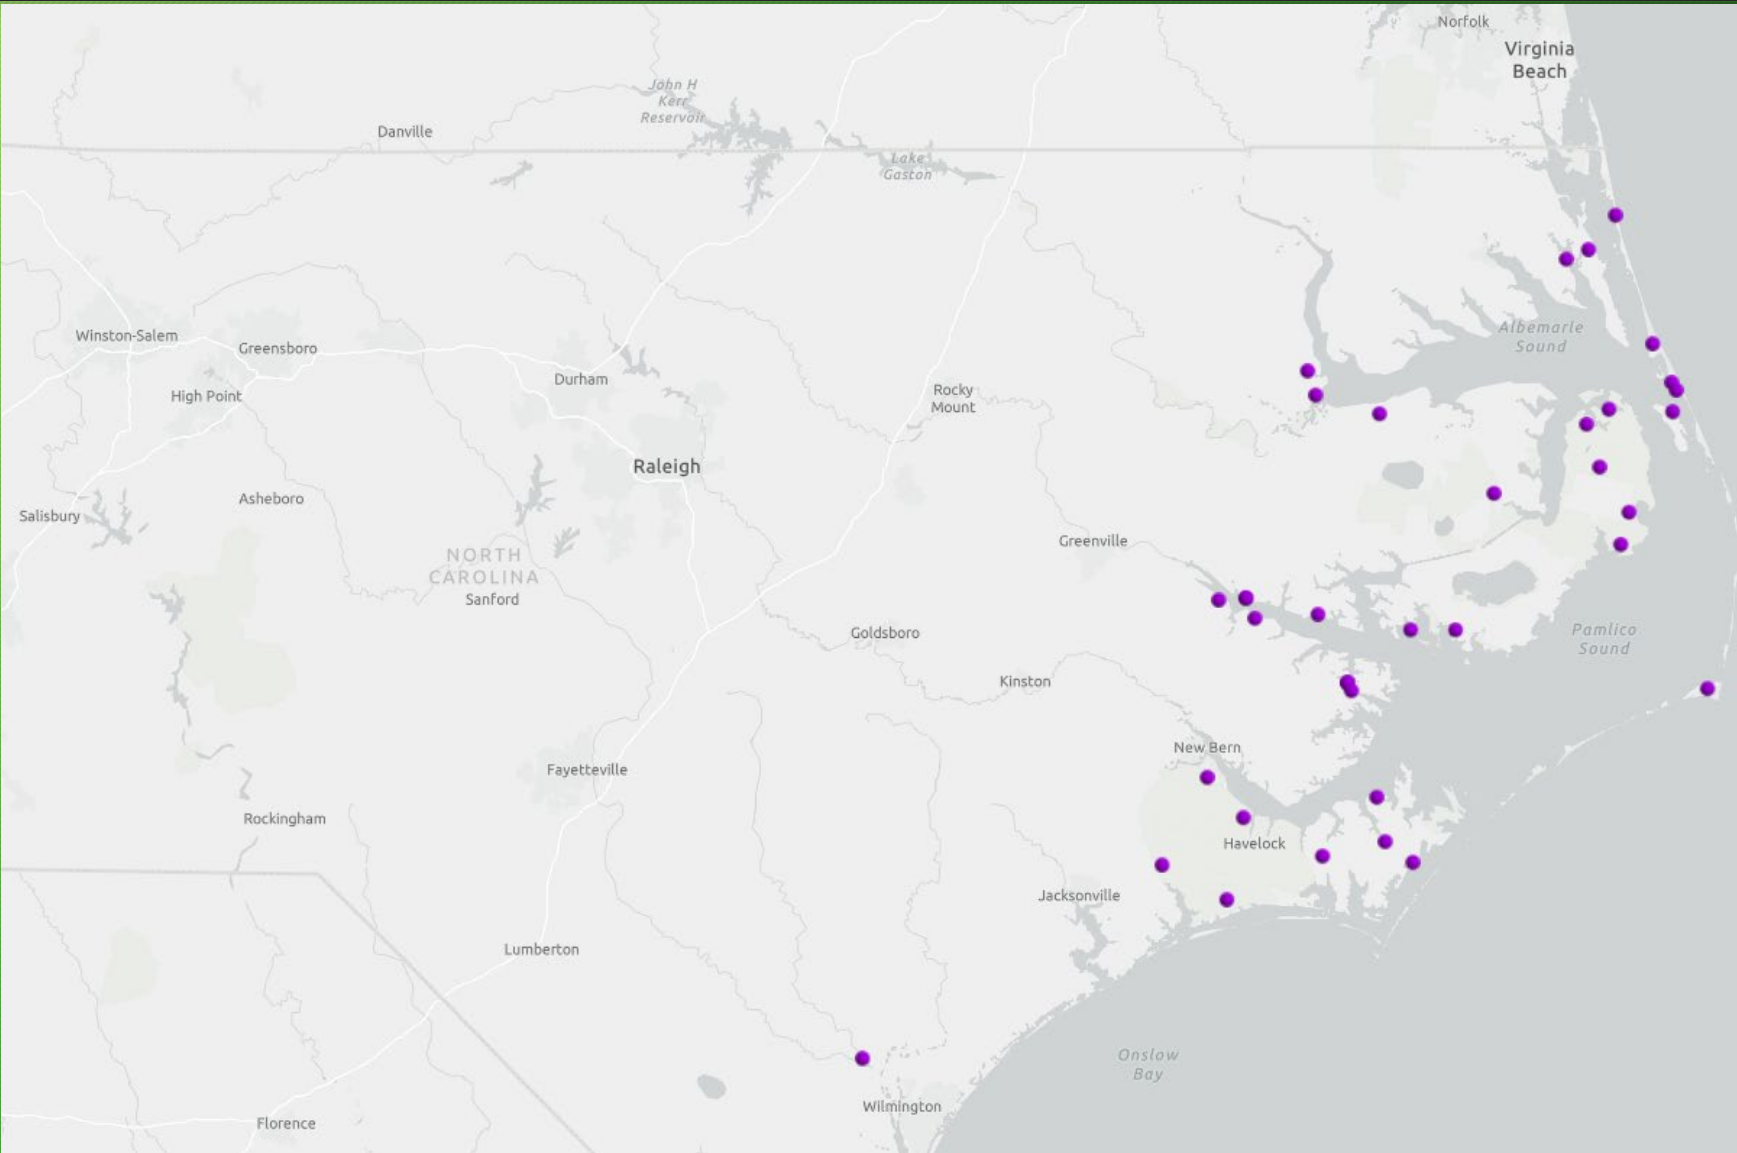 Norfolk
Virginia
Beach
John H
Kerr
Reservoir
Danville
Lake
Gaston
Albemarle
Sound
Winston-Salem
Greensboro
Durham
High Point
Rocky
Mount
Raleigh
Asheboro
Salisbury
Greenville
NORTH
CAROLINA
Sanford
Goldsboro
Pamlico
Sound
Kinston
New Bern
Fayetteville
Rockingham
Havelock
Jacksonville
Lumberton
Onslow
Bay
Wilmington
Florence